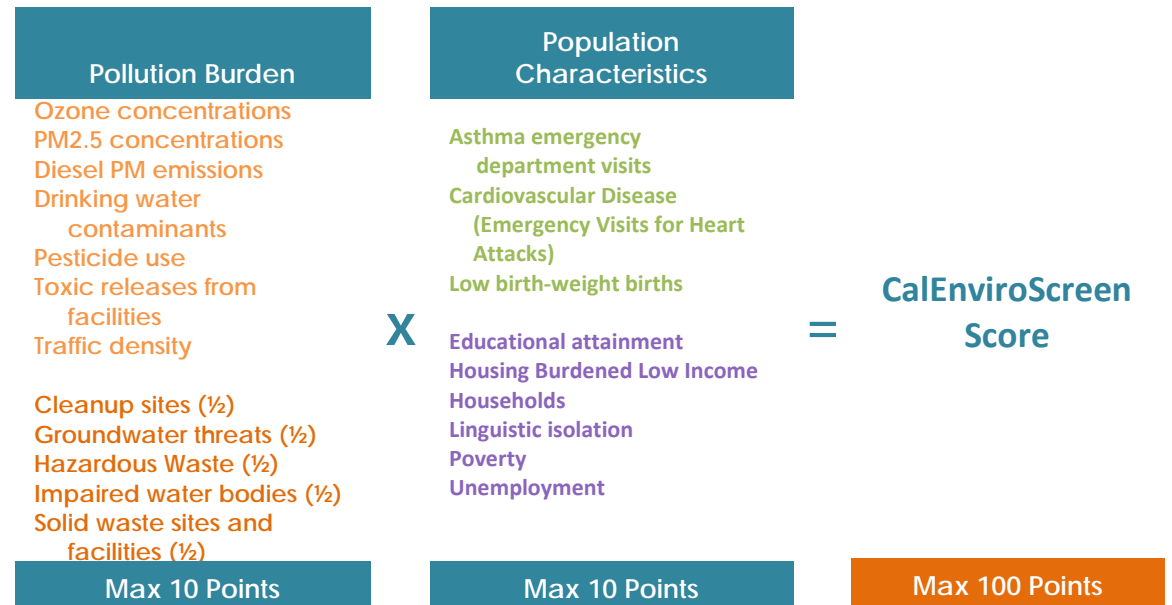 Pollution Burden
Ozone concentrations
PM2.5 concentrations
Diesel PM emissions
Drinking water
contaminants
Pesticide use
Toxic releases from
facilities
Traffic density
Cleanup sites (½)
Groundwater threats (½)
Hazardous Waste (½)
Impaired water bodies (½)
Solid waste sites and
facilities (½)
Max 10 Points
X
Population
Characteristics
Asthma emergency
department visits
Cardiovascular Disease
(Emergency Visits for Heart
Attacks)
Low birth-weight births
Educational attainment
Housing Burdened Low Income
Households
Linguistic isolation
Poverty
Unemployment
Max 10 Points
=
CalEnviroScreen
Score
Max 100 Points